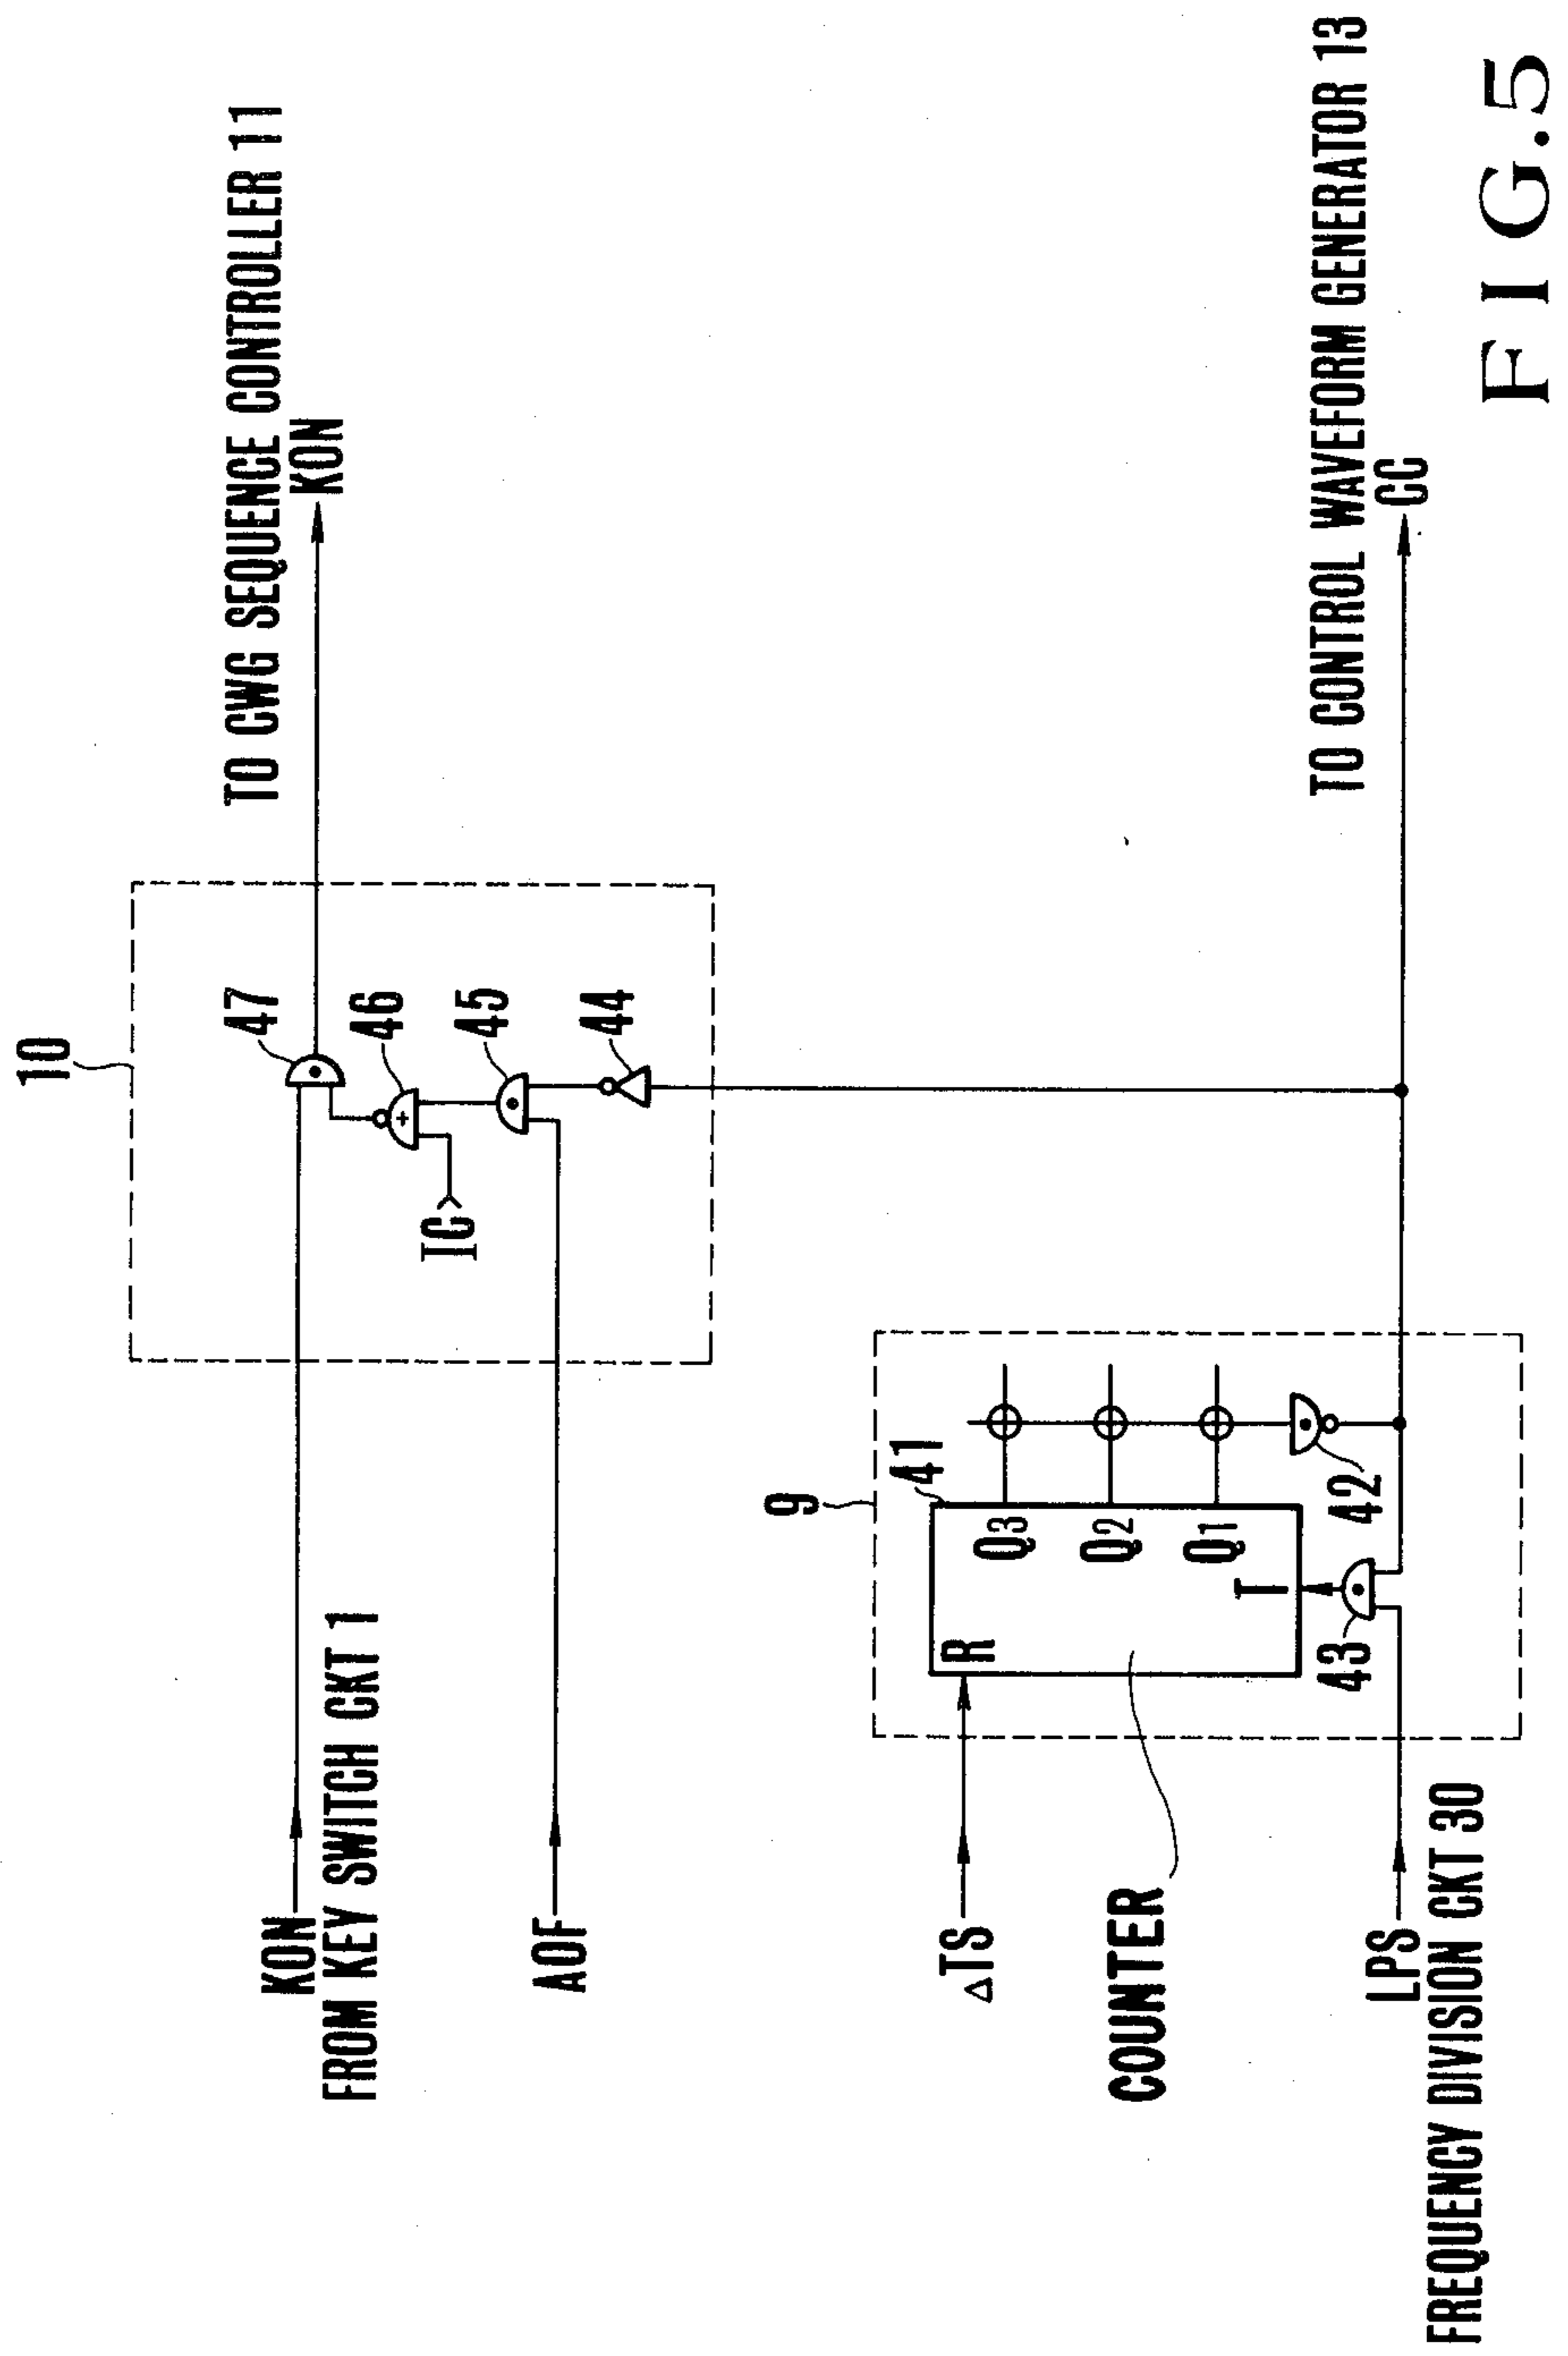 10
TO CWG SEQUENCE CONTROLLER 11
KON
47
46
45
44
IC
KON
FROM KEY SWITCH CKT 1
AOF
9
41
Q3
Q2
Q1
R
T
42
43
△TS
COUNTER
LPS
FREQUENCY DIVISION CKT 30
TO CONTROL WAVEFORM GENERATOR 13
CC
FIG.5